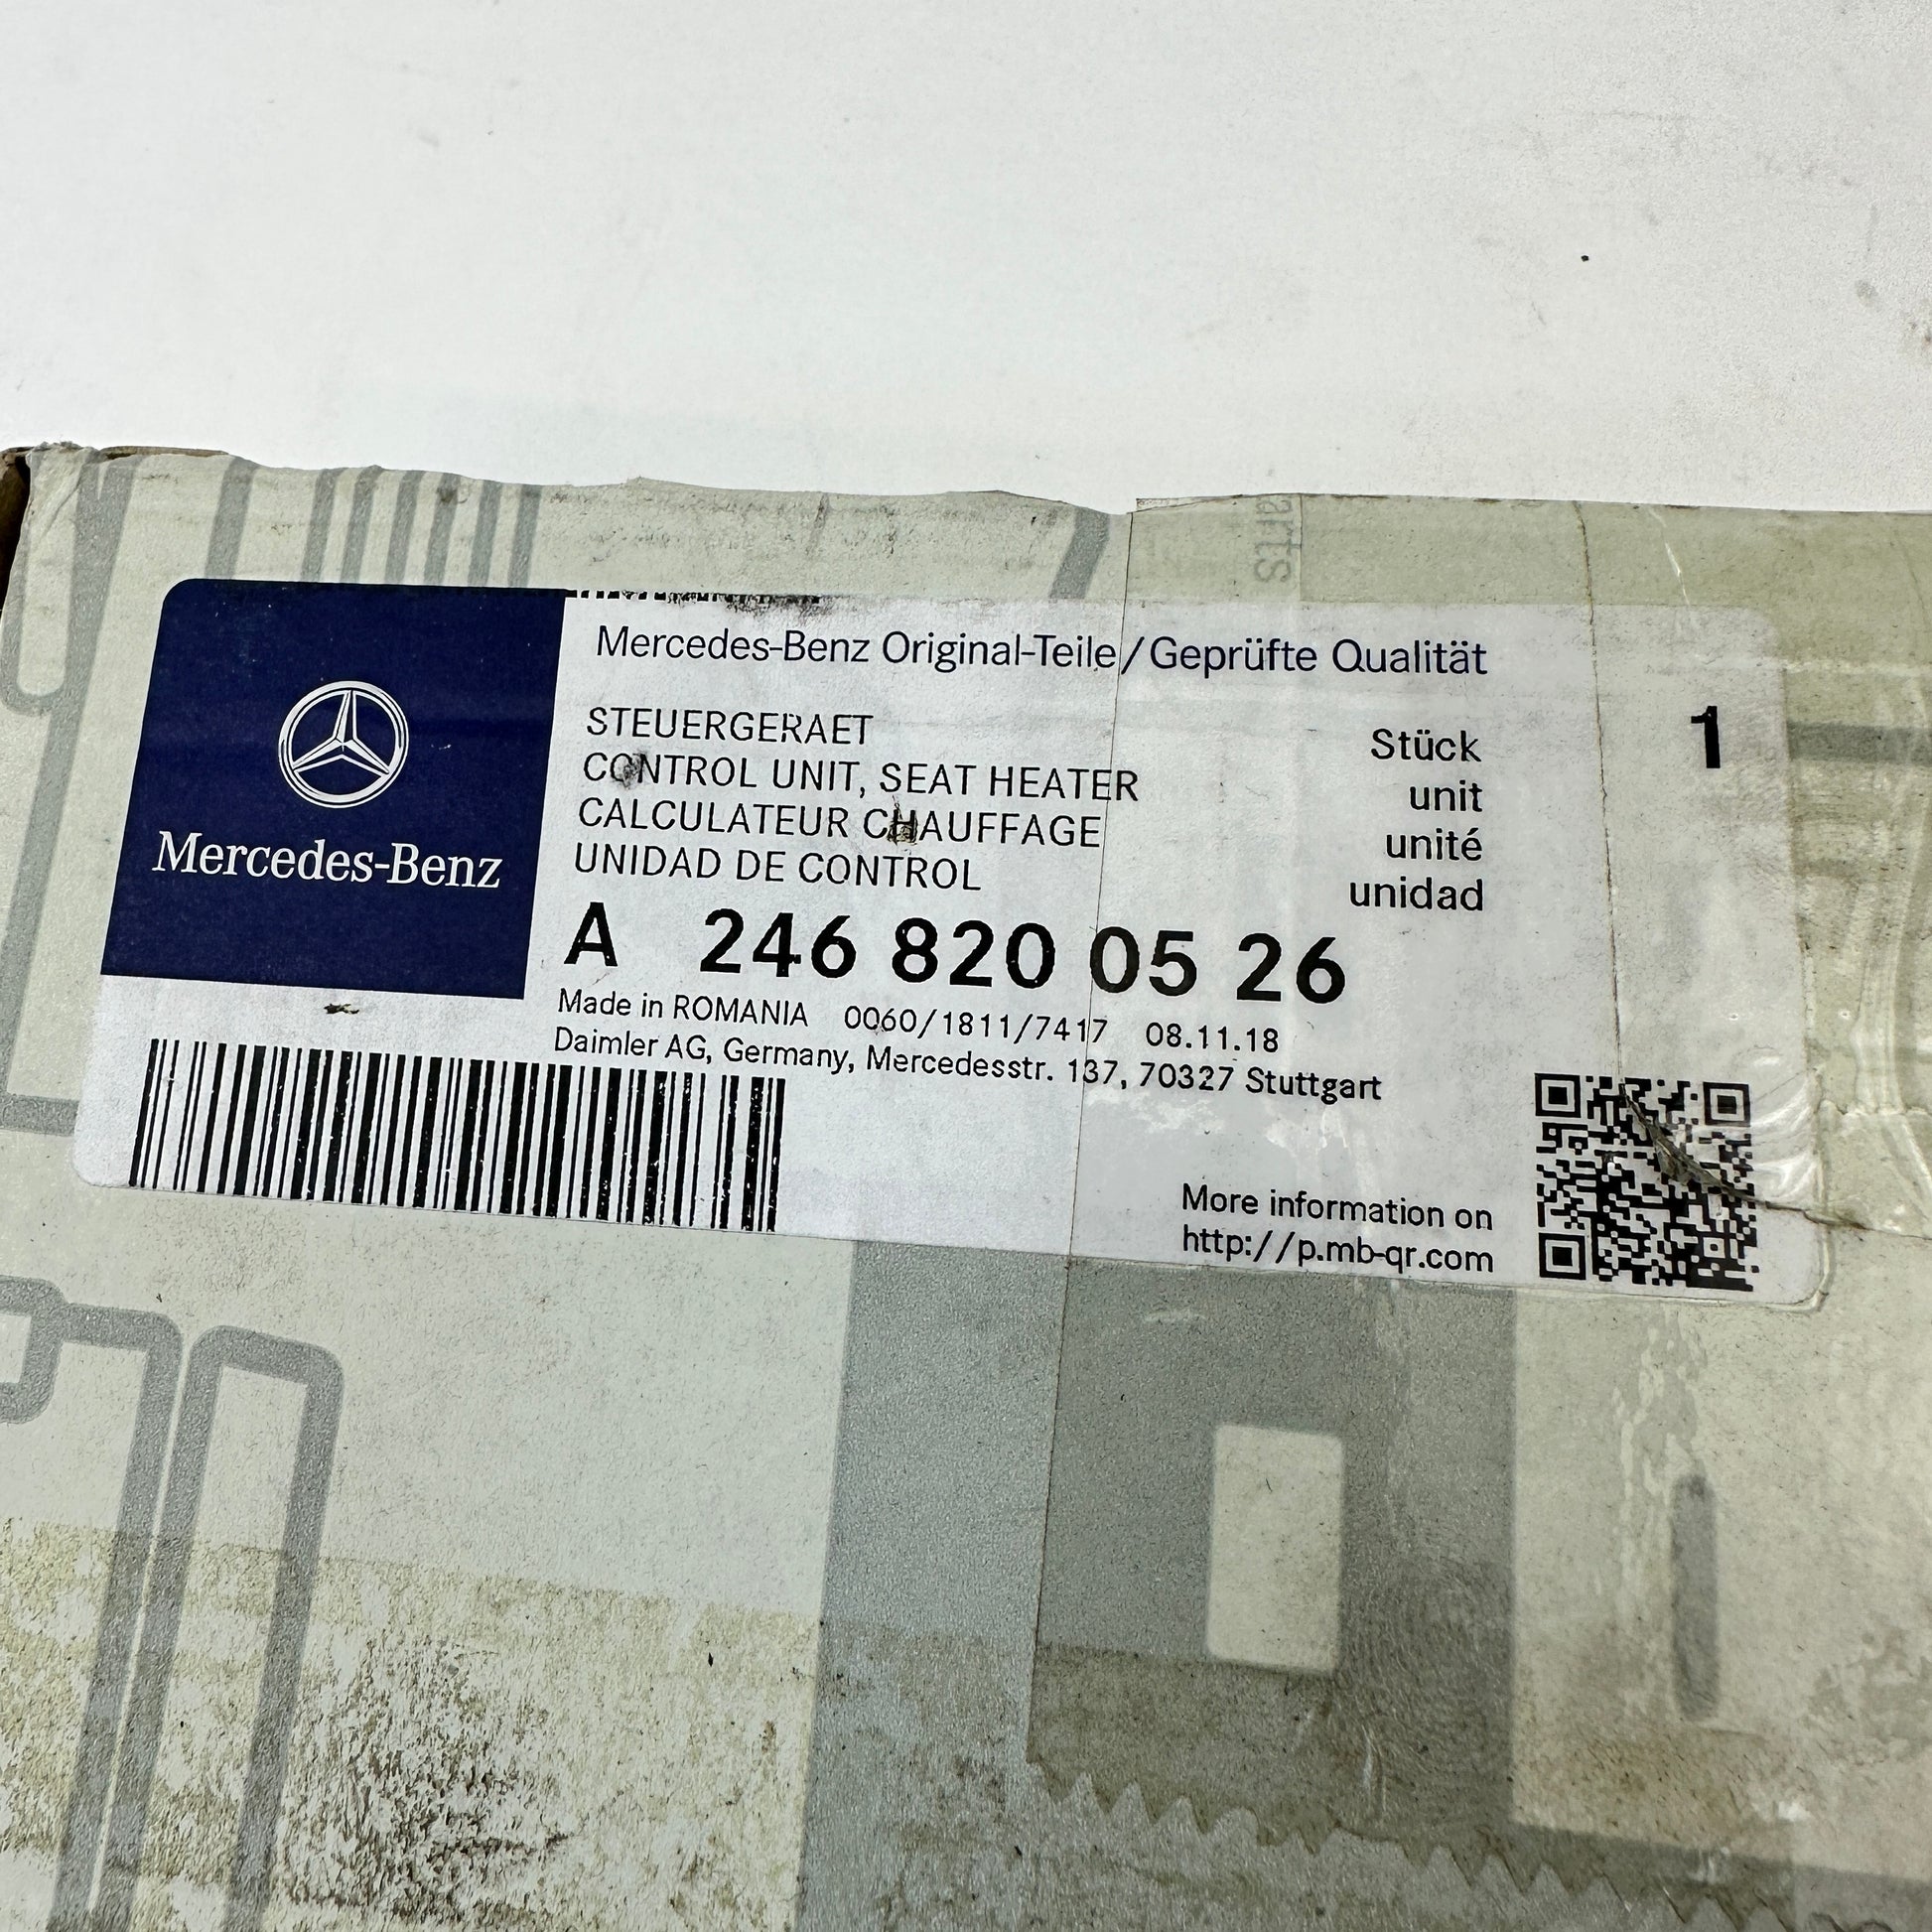 arts
Mercedes-Benz Original-Teile/Geprüfte Qualität
Mercedes-Benz
STEUERGERAET
CONTROL UNIT, SEAT HEATER
CALCULATEUR CHAUFFAGE
UNIDAD DE CONTROL
Stück 1
unit
unité
unidad
A 246 820 05 26
Made in ROMANIA 0060/1811/7417 08.11.18
Daimler AG, Germany, Mercedesstr. 137, 70327 Stuttgart
More information on
http://p.mb-qr.com